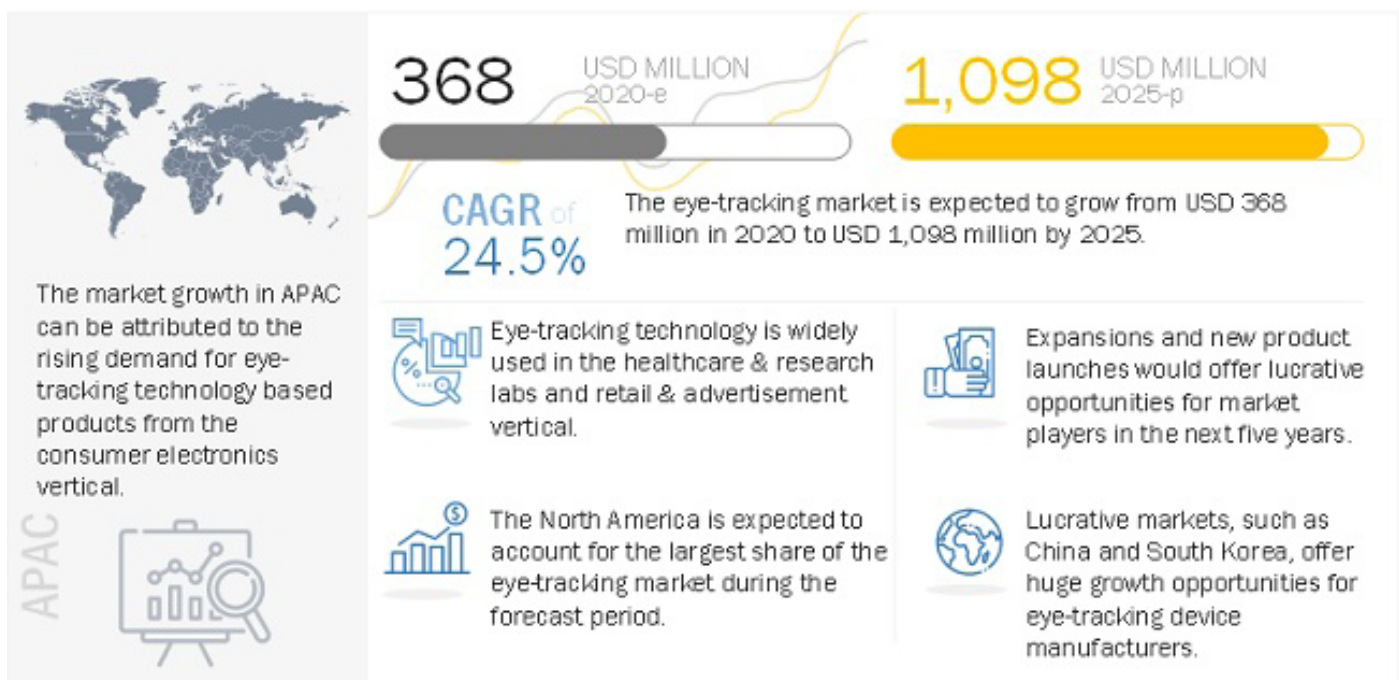 368
USD MILLION
2020-e
1,098
USD MILLION
2025-p
CAGR of
24.5%
The eye-tracking market is expected to grow from USD 368
million in 2020 to USD 1,098 million by 2025.
The market growth in APAC
can be attributed to the
rising demand for eye-
tracking technology based
products from the
consumer electronics
vertical.
APAC
%
Eye-tracking technology is widely
used in the healthcare & research
labs and retail & advertisement
vertical.
Expansions and new product
launches would offer lucrative
opportunities for market
players in the next five years.
$
The North America is expected to
account for the largest share of the
eye-tracking market during the
forecast period.
Lucrative markets, such as
China and South Korea, offer
huge growth opportunities for
eye-tracking device
manufacturers.